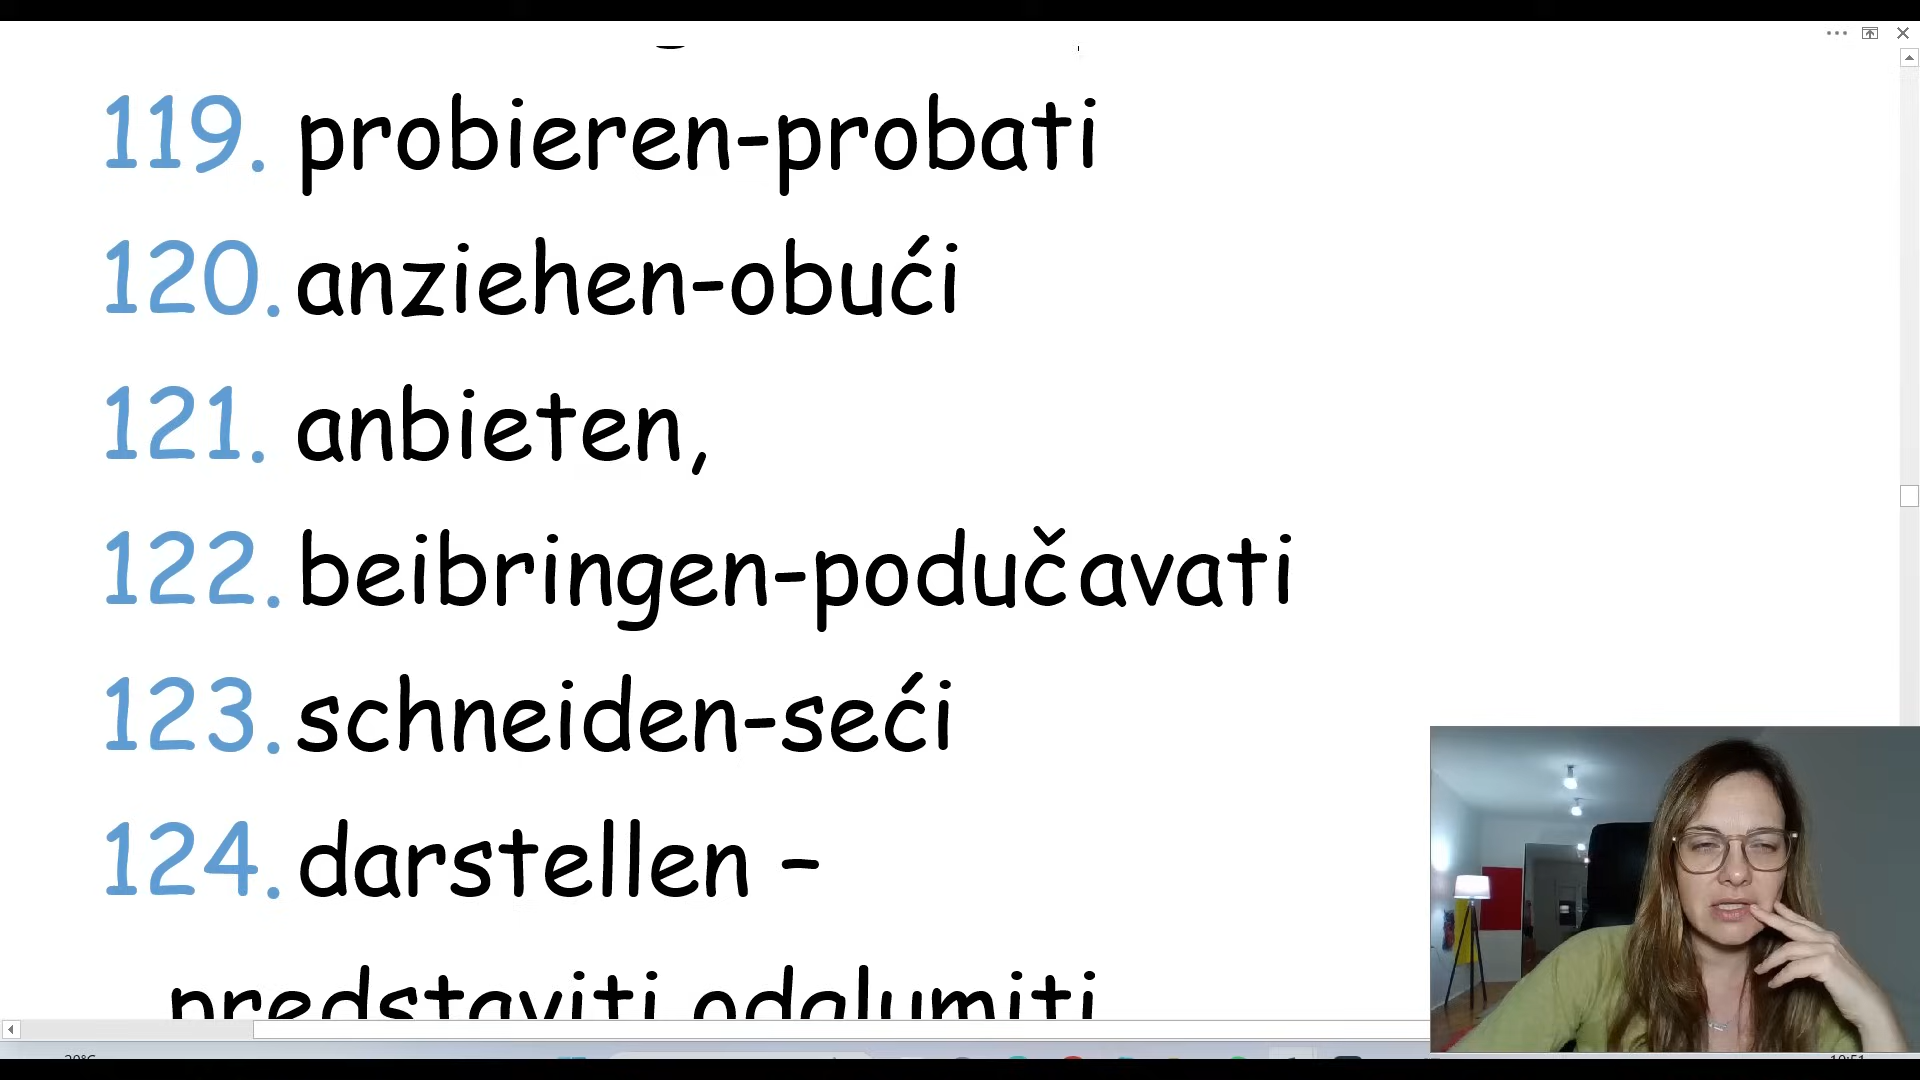 119. probieren-probati
120. anziehen-obući
121. anbieten,
122. beibringen-podučavati
123. schneiden-seći
124. darstellen –
predstaviti odglumiti